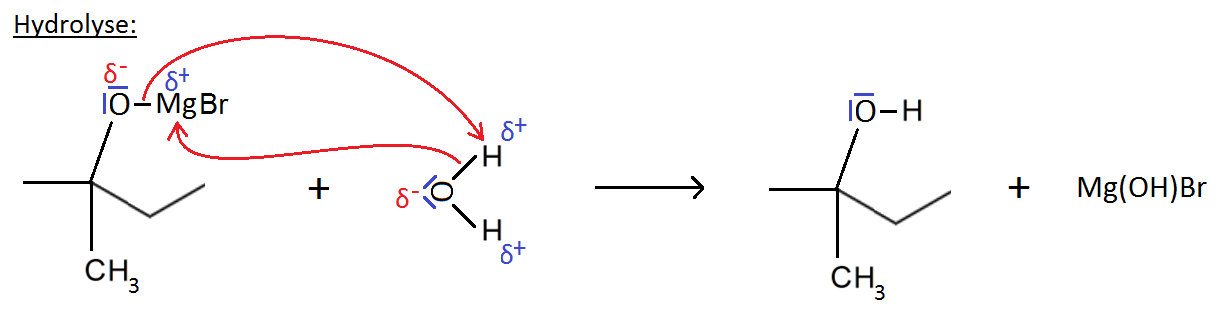 Hydrolyse:
δ⁻ δ⁺
O MgBr
CH₃
+
δ⁻ O
H δ⁺
H δ⁺
O-H
CH₃
+ Mg(OH)Br